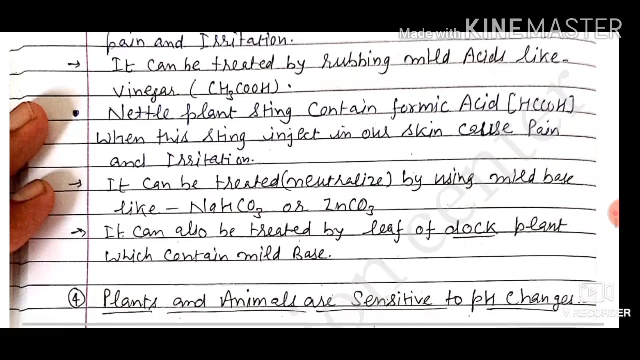 Made with KINEMASTER
pain and Irritation.
→ It can be treated by rubbing mild Acids like-
Vinegar (CH3COOH).
• Nettle plant Sting Contain formic Acid [HCOOH]
When this sting inject in our skin cause Pain
and Irritation.
→ It can be treated(neutralize) by using mild base
like - NaHCO3 or ZnCO3
→ It can also be treated by leaf of dock plant
which contain mild Base.
④ Plants and Animals are Sensitive to pH Changes.
VIVAVIDEO